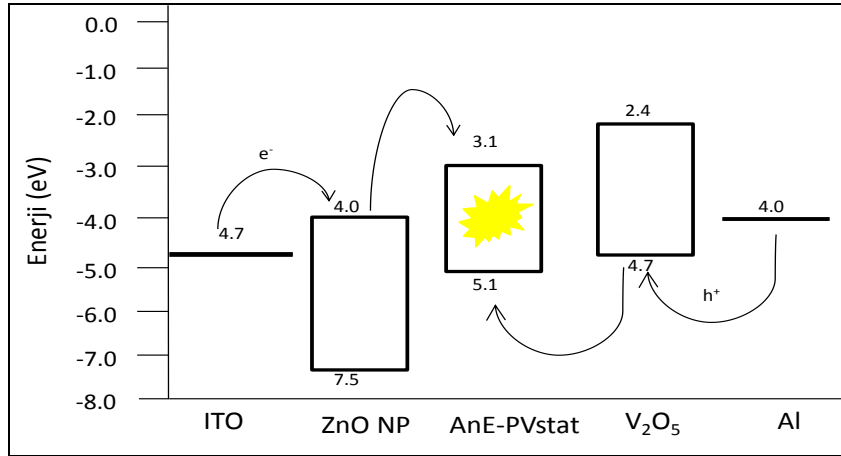 Enerji (eV)
0.0
-1.0
-2.0
-3.0
-4.0
-5.0
-6.0
-7.0
-8.0
e-
h+
4.7
4.0
7.5
3.1
5.1
2.4
4.7
4.0
ITO
ZnO NP
AnE-PVstat
V2O5
Al